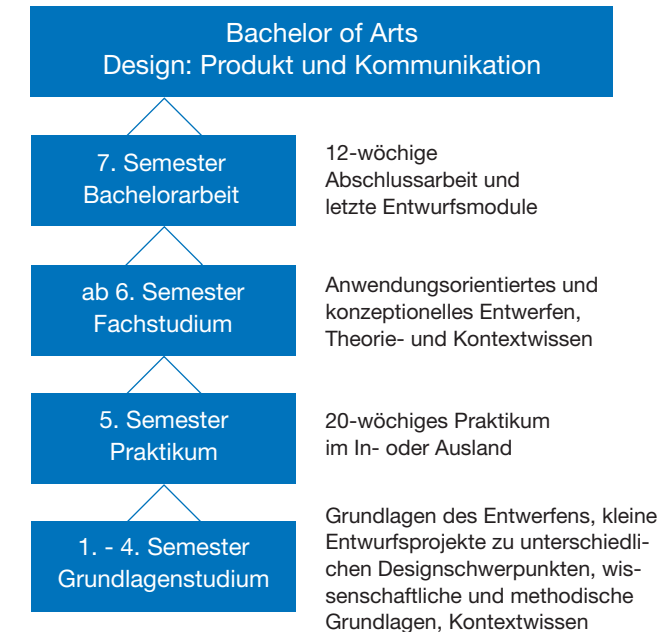 Bachelor of Arts
Design: Produkt und Kommunikation
7. Semester
Bachelorarbeit
12-wöchige
Abschlussarbeit und
letzte Entwurfsmodule
ab 6. Semester
Fachstudium
Anwendungsorientiertes und
konzeptionelles Entwerfen,
Theorie- und Kontextwissen
5. Semester
Praktikum
20-wöchiges Praktikum
im In- oder Ausland
1. - 4. Semester
Grundlagenstudium
Grundlagen des Entwerfens, kleine
Entwurfsprojekte zu unterschiedli-
chen Designschwerpunkten, wis-
senschaftliche und methodische
Grundlagen, Kontextwissen